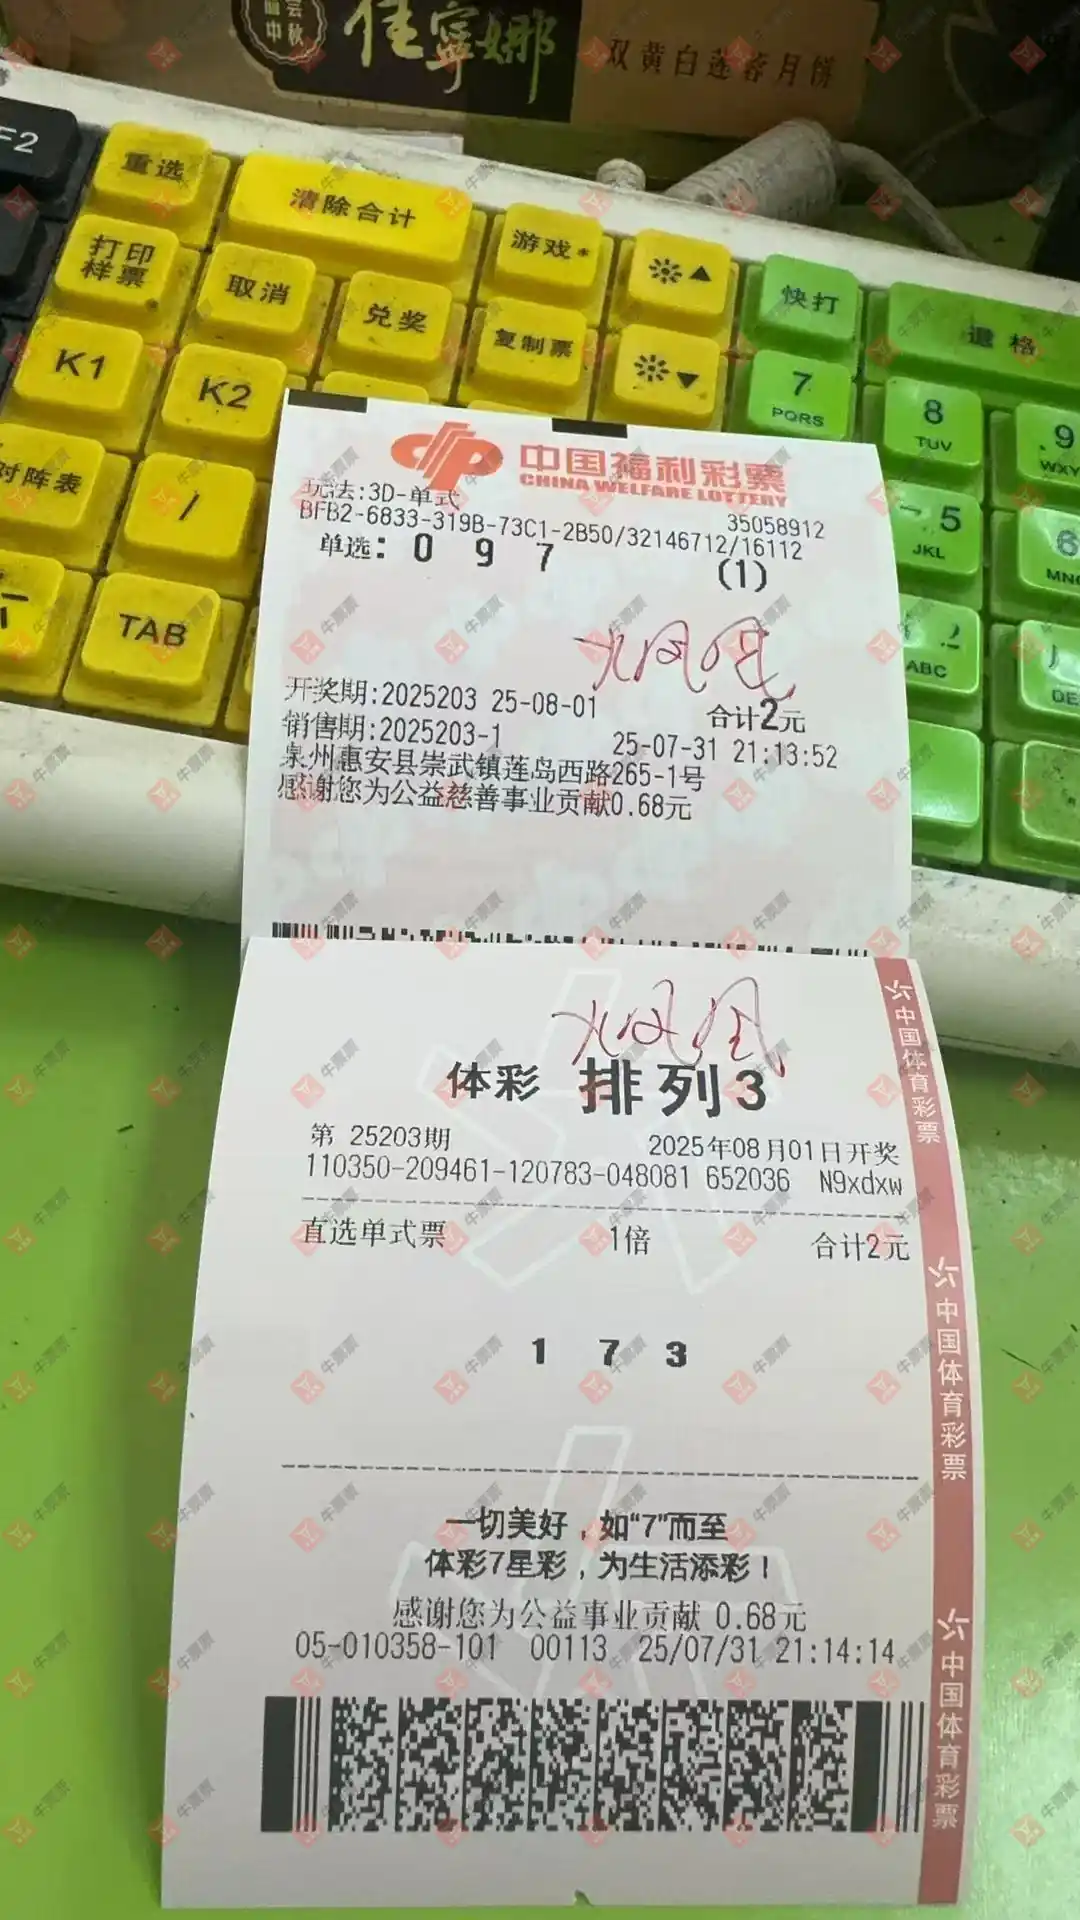 佳宁娜
双黄白莲蓉月饼
F2
重选
清除合计
游戏*
打印样票
取消
兑奖
复制票
快打
退格
K1
K2
7
PQRS
8
TUV
9
WXY
对阵表
/
5
JKL
6
MNO
TAB
2
ABC
DE
中国福利彩票
CHINA WELFARE LOTTERY
玩法:3D-单式
35058912
BFB2-6833-319B-73C1-2B50/32146712/16112
单选: 0 9 7
(1)
开奖期:2025203 25-08-01
合计2元
销售期:2025203-1
25-07-31 21:13:52
泉州惠安县崇武镇莲岛西路265-1号
感谢您为公益慈善事业贡献0.68元
体彩 排列3
第 25203期
2025年08月01日开奖
110350-209461-120783-048081 652036 N9xdxw
直选单式票
1倍
合计2元
1 7 3
一切美好，如“7”而至
体彩7星彩，为生活添彩！
感谢您为公益事业贡献 0.68元
05-010358-101 00113 25/07/31 21:14:14
中国体育彩票
中国体育彩票
中国体育彩票
牛票票